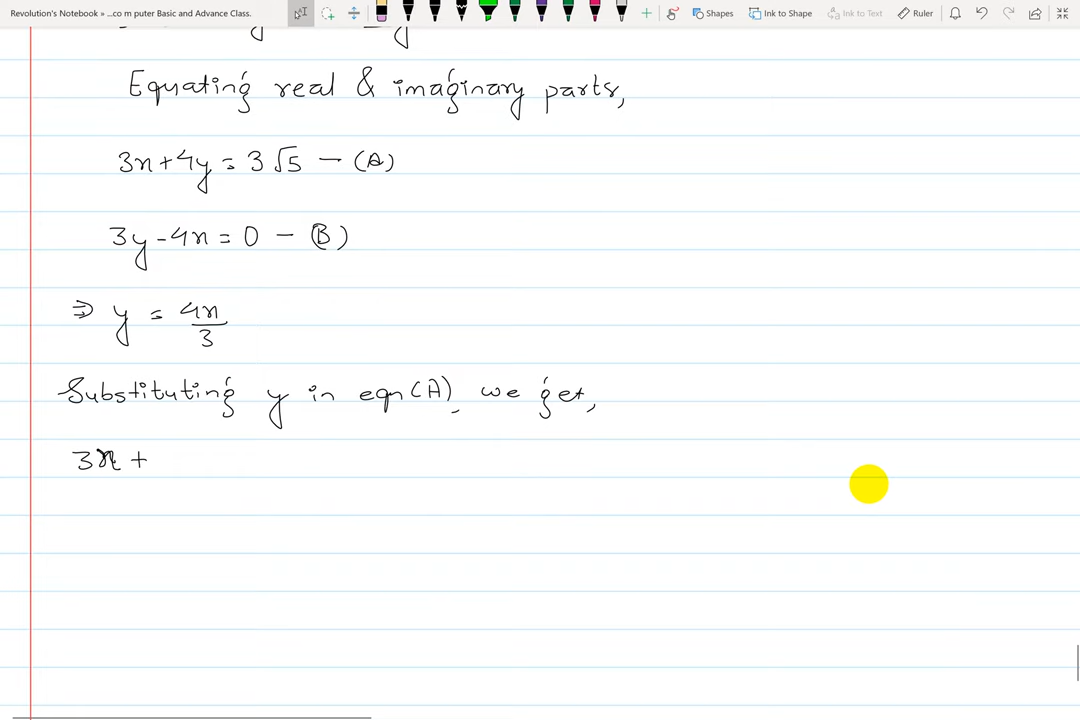 Revolution's Notebook » ...co m puter Basic and Advance Class.
Shapes
Ink to Shape
Ink to Text
Ruler
Equating real & imaginary parts,
3x+4y = 3√5 – (A)
3y-4x = 0 – (B)
⇒ y = 4x/3
Substituting y in eqn (A), we get,
3x +